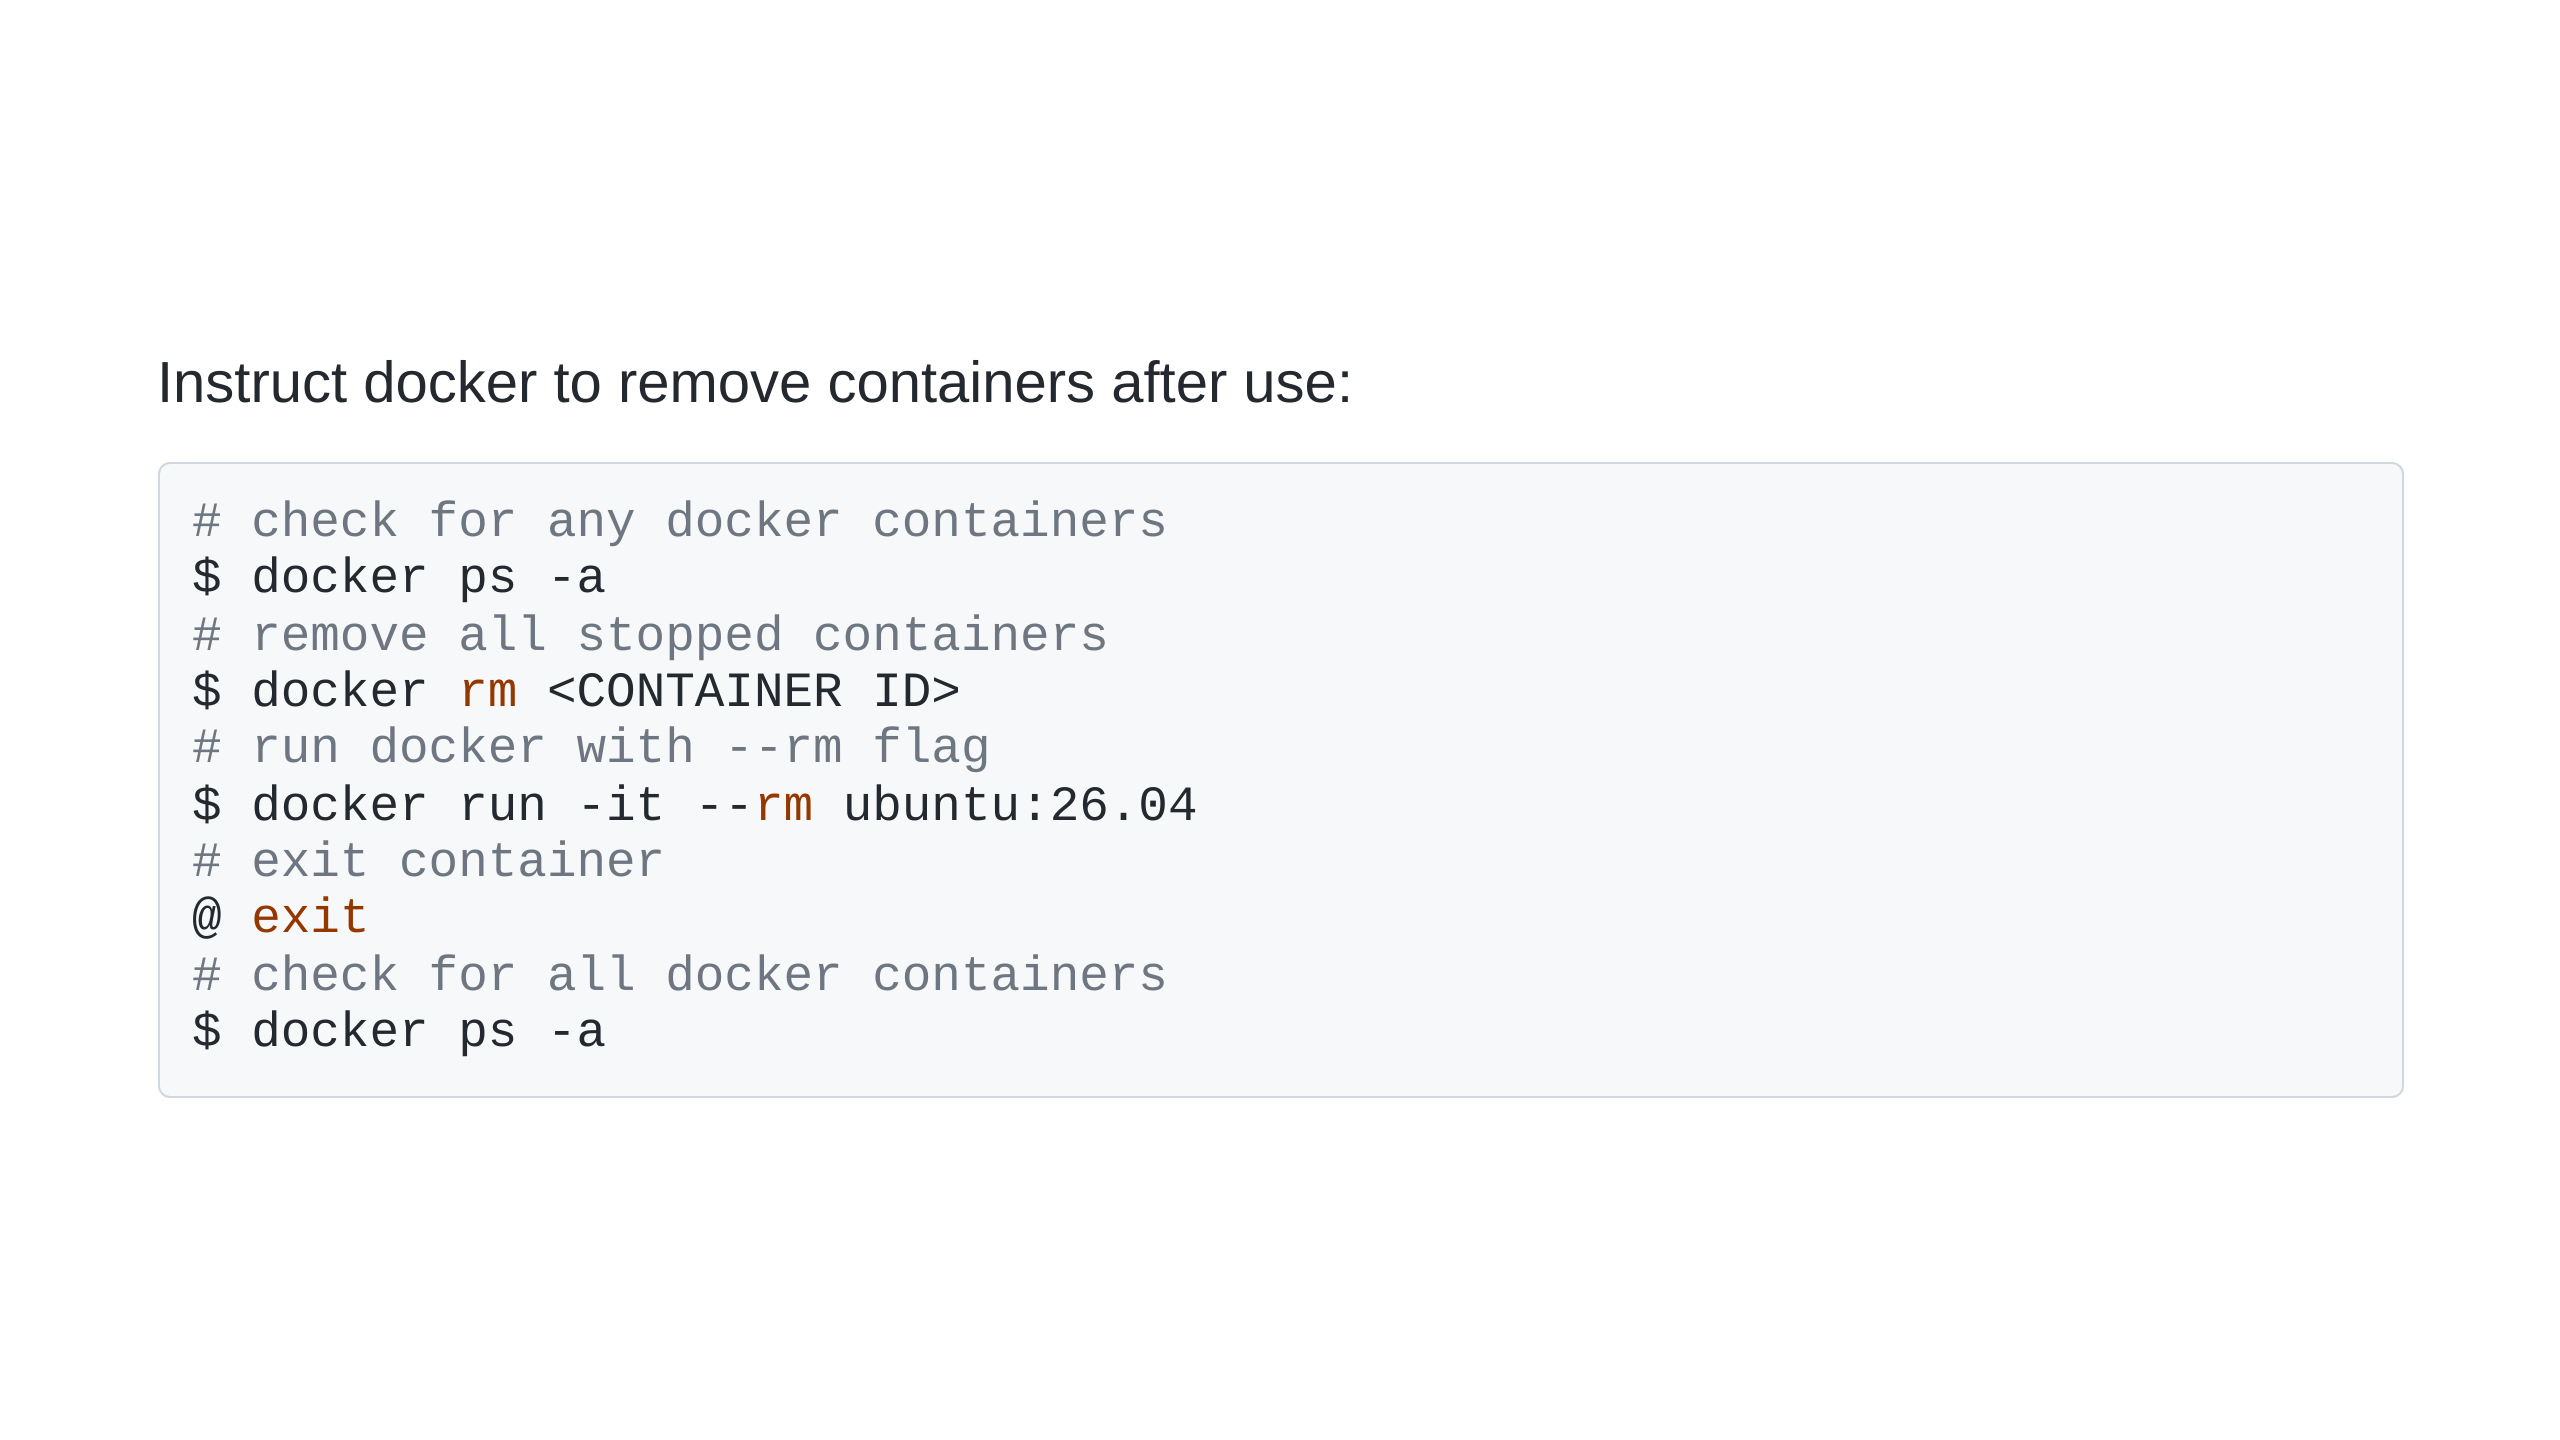 Instruct docker to remove containers after use:
# check for any docker containers
$ docker ps -a
# remove all stopped containers
$ docker rm <CONTAINER ID>
# run docker with --rm flag
$ docker run -it --rm ubuntu:26.04
# exit container
@ exit
# check for all docker containers
$ docker ps -a